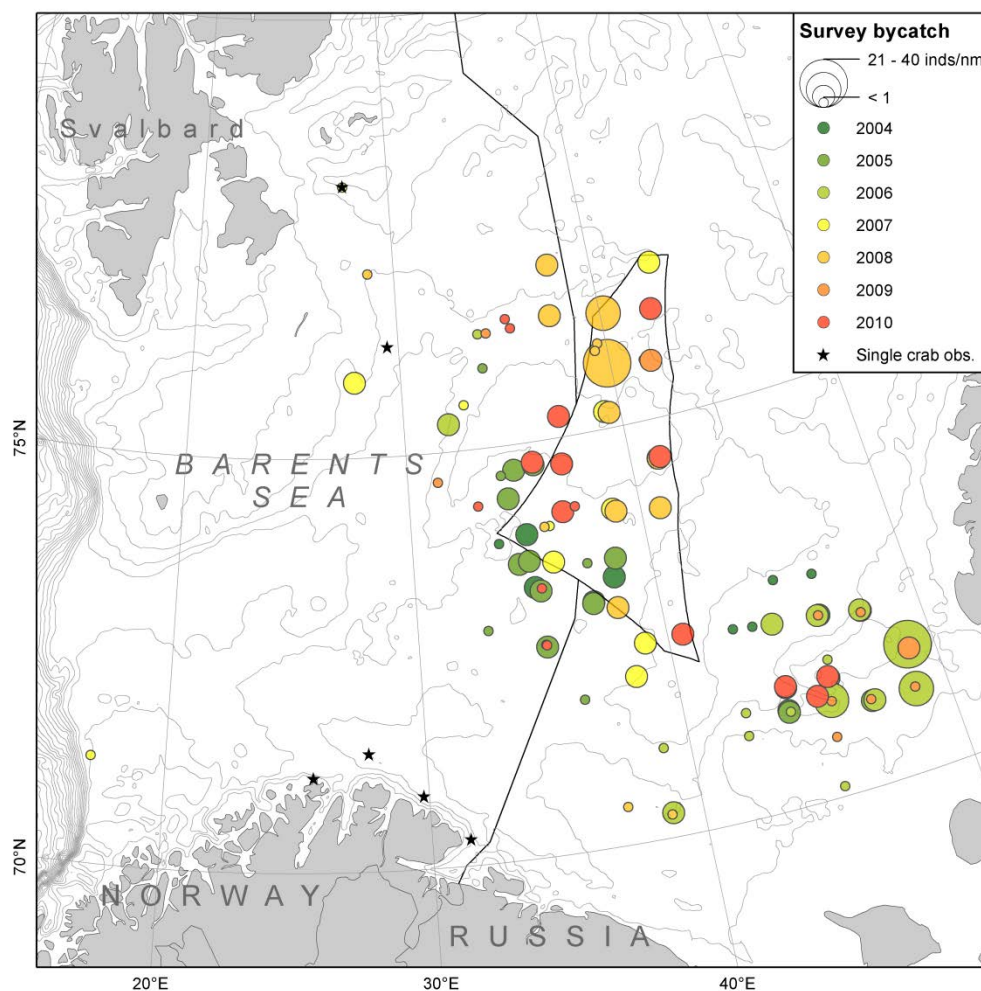 Survey bycatch
21 - 40 inds/nm
< 1
2004
2005
2006
2007
2008
2009
2010
Single crab obs.
Svalbard
75°N
BARENTS
SEA
70°N
NORWAY
RUSSIA
20°E
30°E
40°E